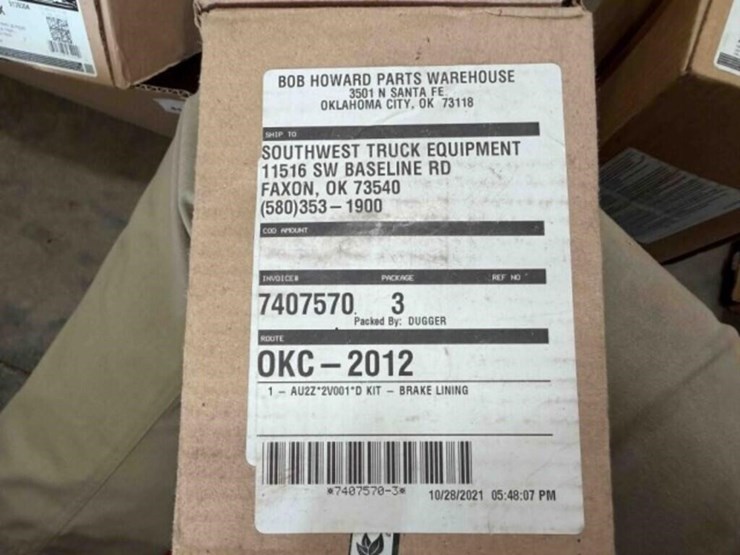 BOB HOWARD PARTS WAREHOUSE
3501 N SANTA FE
OKLAHOMA CITY, OK 73118
SHIP TO
SOUTHWEST TRUCK EQUIPMENT
11516 SW BASELINE RD
FAXON, OK 73540
(580)353-1900
COD AMOUNT
INVOICE# PACKAGE REF NO
7407570 3
Packed By: DUGGER
ROUTE
OKC-2012
1 - AU2Z*2V001*D KIT - BRAKE LINING
*7407570-3* 10/28/2021 05:48:07 PM